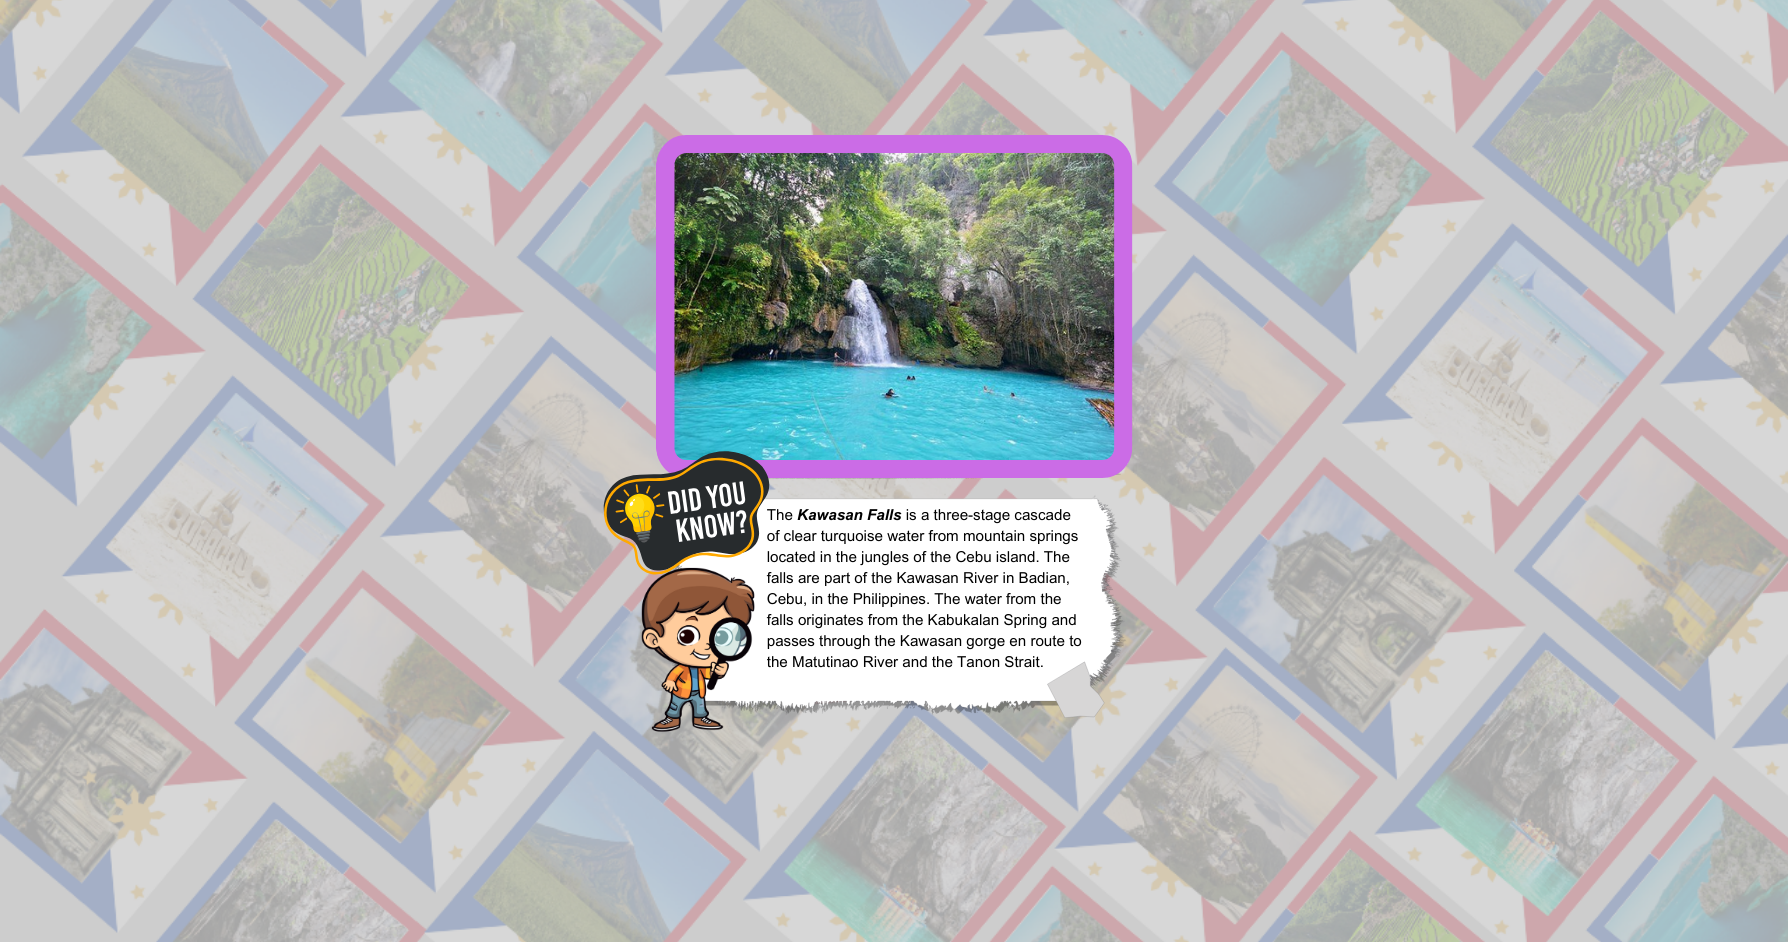 DID YOU
KNOW?
The Kawasan Falls is a three-stage cascade
of clear turquoise water from mountain springs
located in the jungles of the Cebu island. The
falls are part of the Kawasan River in Badian,
Cebu, in the Philippines. The water from the
falls originates from the Kabukalan Spring and
passes through the Kawasan gorge en route to
the Matutinao River and the Tanon Strait.